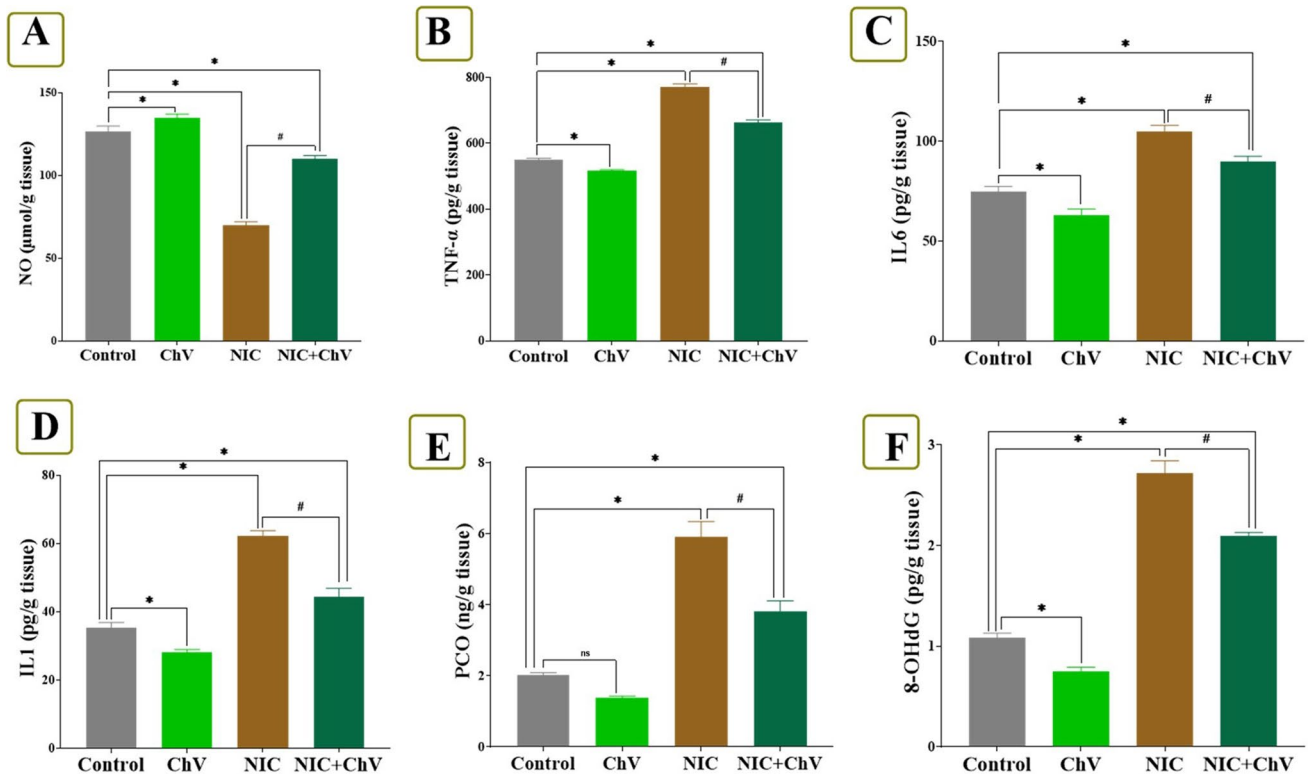 A
NO (µmol/g tissue)
150
100
50
0
*
*
*
#
Control ChV NIC NIC+ChV
B
TNF-α (pg/g tissue)
800
600
400
200
0
*
*
#
*
Control ChV NIC NIC+ChV
C
IL6 (pg/g tissue)
150
100
50
0
*
*
#
*
Control ChV NIC NIC+ChV
D
IL1 (pg/g tissue)
80
60
40
20
0
*
*
#
*
Control ChV NIC NIC+ChV
E
PCO (ng/g tissue)
8
6
4
2
0
*
*
#
ns
Control ChV NIC NIC+ChV
F
8-OHdG (pg/g tissue)
3
2
1
0
*
*
#
*
Control ChV NIC NIC+ChV